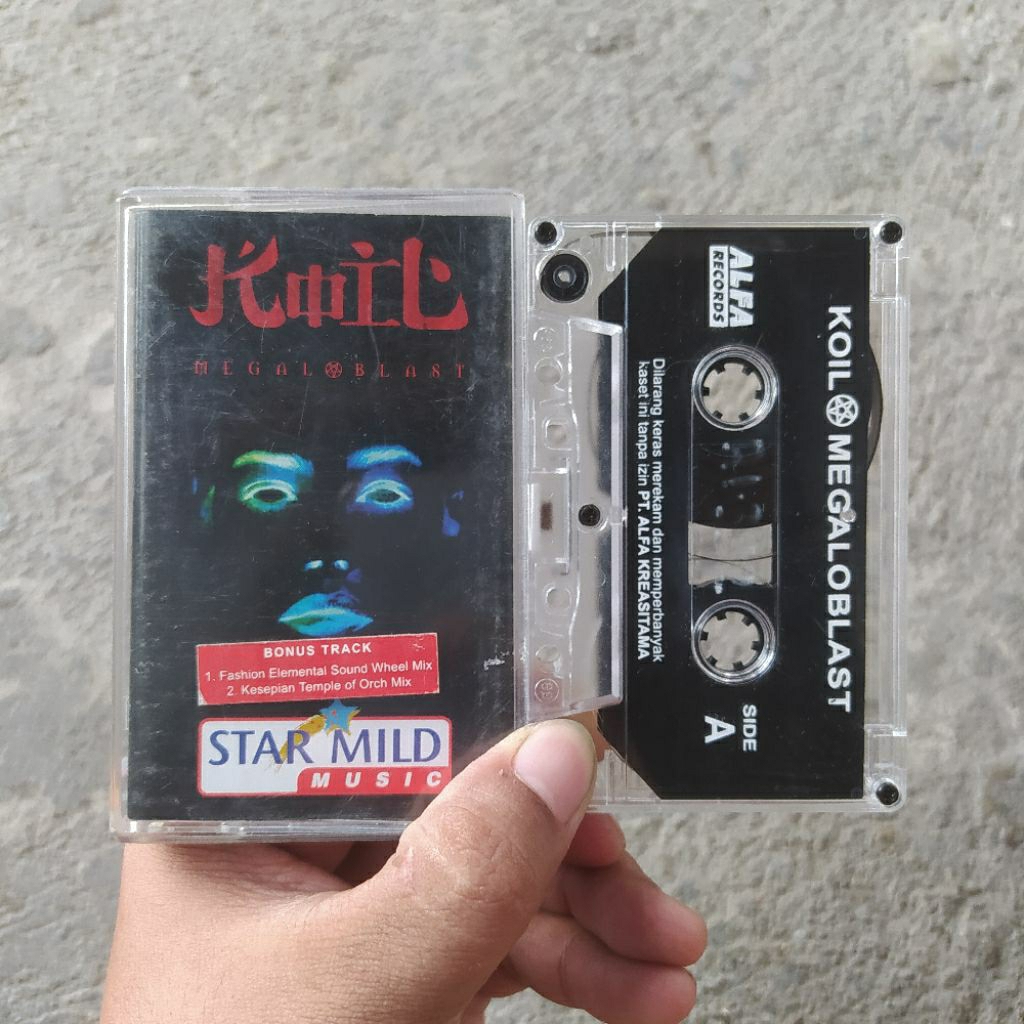 Koil
MEGALOBLAST
BONUS TRACK
1. Fashion Elemental Sound Wheel Mix
2. Kesepian Temple of Orch Mix
STAR MILD
MUSIC
KOIL MEGALOBLAST
ALFA
RECORDS
Dilarang keras merekam dan memperbanyak
kaset ini tanpa izin PT. ALFA KREASITAMA
SIDE
A